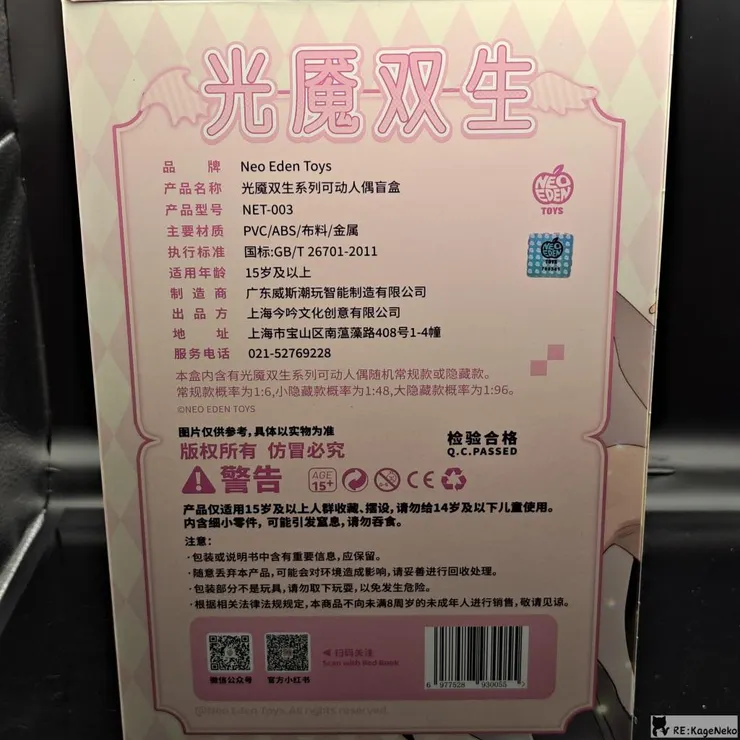 光魇双生
品牌 Neo Eden Toys
产品名称 光魇双生系列可动人偶盲盒
产品型号 NET-003
主要材质 PVC/ABS/布料/金属
执行标准 国标:GB/T 26701-2011
适用年龄 15岁及以上
制造商 广东威斯潮玩智能制造有限公司
出品方 上海今吟文化创意有限公司
地址 上海市宝山区南蕰藻路408号1-4幢
服务电话 021-52769228
NEO EDEN
TOYS
本盒内含有光魇双生系列可动人偶随机常规款或隐藏款。
常规款概率为1:6,小隐藏款概率为1:48,大隐藏款概率为1:96。
©NEO EDEN TOYS
图片仅供参考,具体以实物为准
版权所有 仿冒必究
检验合格
Q.C.PASSED
警告
AGE
15+
CE
产品仅适用15岁及以上人群收藏、摆设,请勿给14岁及以下儿童使用。
内含细小零件,可能引发窒息,请勿吞食。
注意:
·包装或说明书中含有重要信息,应保留。
·随意丢弃本产品,可能会对环境造成影响,请妥善进行回收处理。
·包装部分不是玩具,请勿取下玩耍,以免发生危险。
·根据相关法律法规规定,本商品不向未满8周岁的未成年人进行销售,敬请见谅。
微信公众号
官方小红书
扫码关注
Scan with Red Book
6 977528 930055
©Neo Eden Toys. All rights reserved.
RE:KageNeko